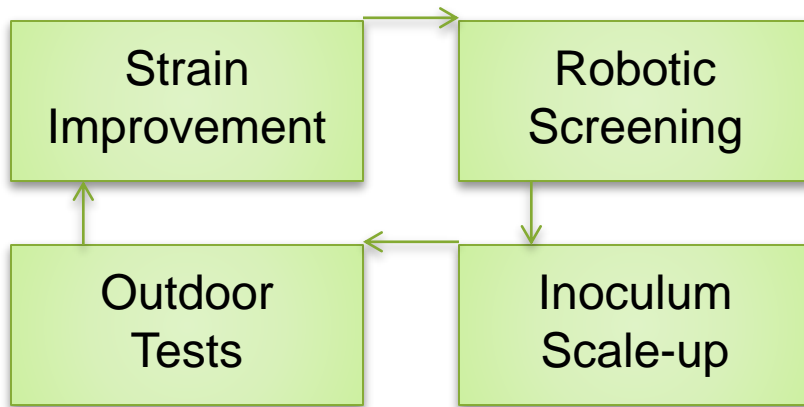 Strain
Improvement
Robotic
Screening
Outdoor
Tests
Inoculum
Scale-up